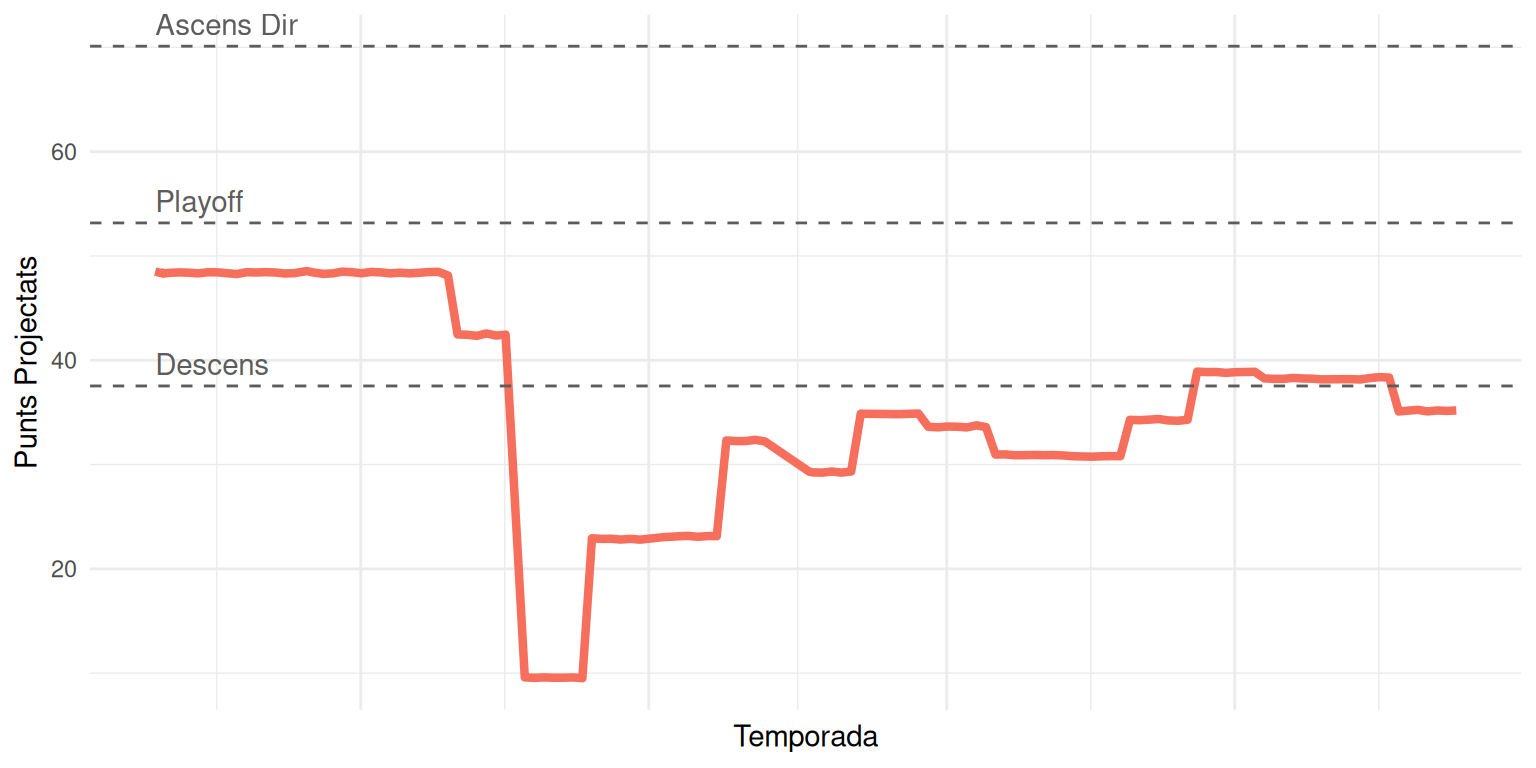 Ascens Dir
60
Playoff
Punts Projectats
40
Descens
20
Temporada